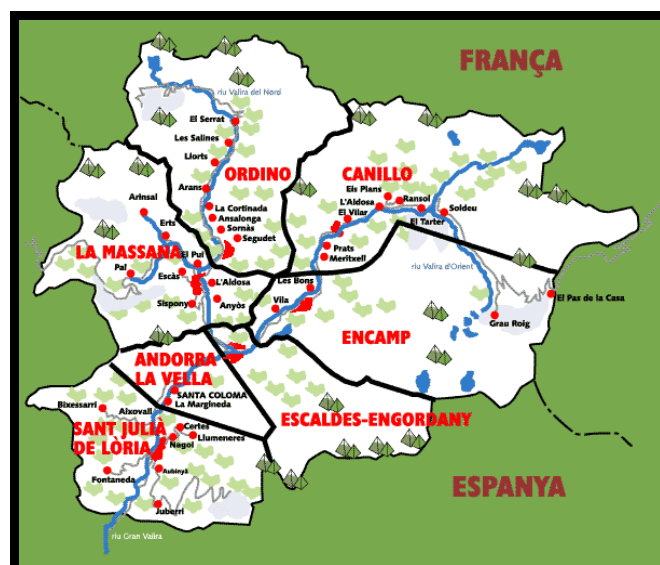 FRANÇA
riu Valira del Nord
El Serrat
Les Salines
Llorts
ORDINO
CANILLO
Arans
Els Plans
Ransol
L'Aldosa
Soldeu
Arinsal
La Cortinada
El Vilar
El Tarter
Ansalonga
Erts
Sornàs
Segudet
LA MASSANA
El Pui
Prats
Meritxell
riu Valira d'Orient
Pal
Escàs
L'Aldosa
Les Bons
El Pas de la Casa
Sispony
Anyòs
Vila
Grau Roig
ENCAMP
ANDORRA
LA VELLA
SANTA COLOMA
La Margineda
Bixessarri
Aixovall
ESCALDES-ENGORDANY
SANT JULIÀ
DE LÒRIA
Certes
Llumeneres
Nagol
Fontaneda
Aubinyà
ESPANYA
Juberri
riu Gran Valira